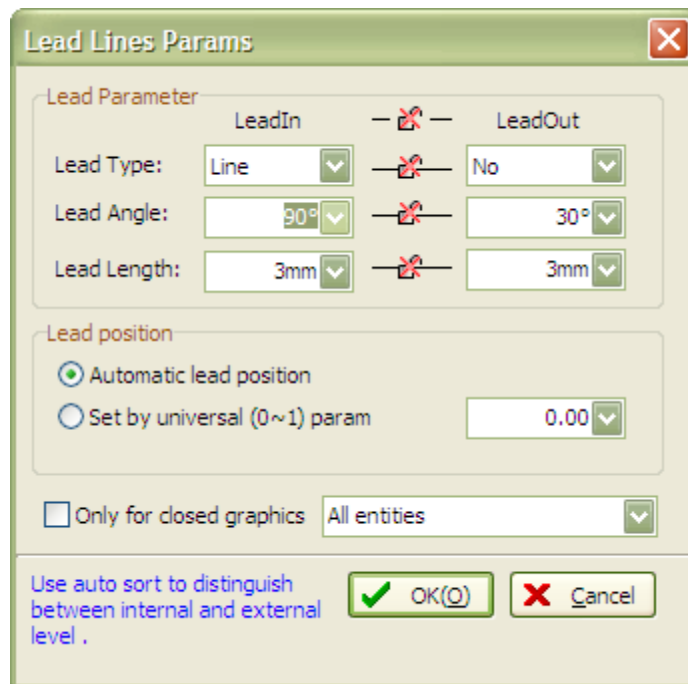 Lead Lines Params
Lead Parameter
LeadIn LeadOut
Lead Type: Line No
Lead Angle: 90° 30°
Lead Length: 3mm 3mm
Lead position
Automatic lead position
Set by universal (0~1) param 0.00
Only for closed graphics All entities
Use auto sort to distinguish
between internal and external
level .
OK(O) Cancel